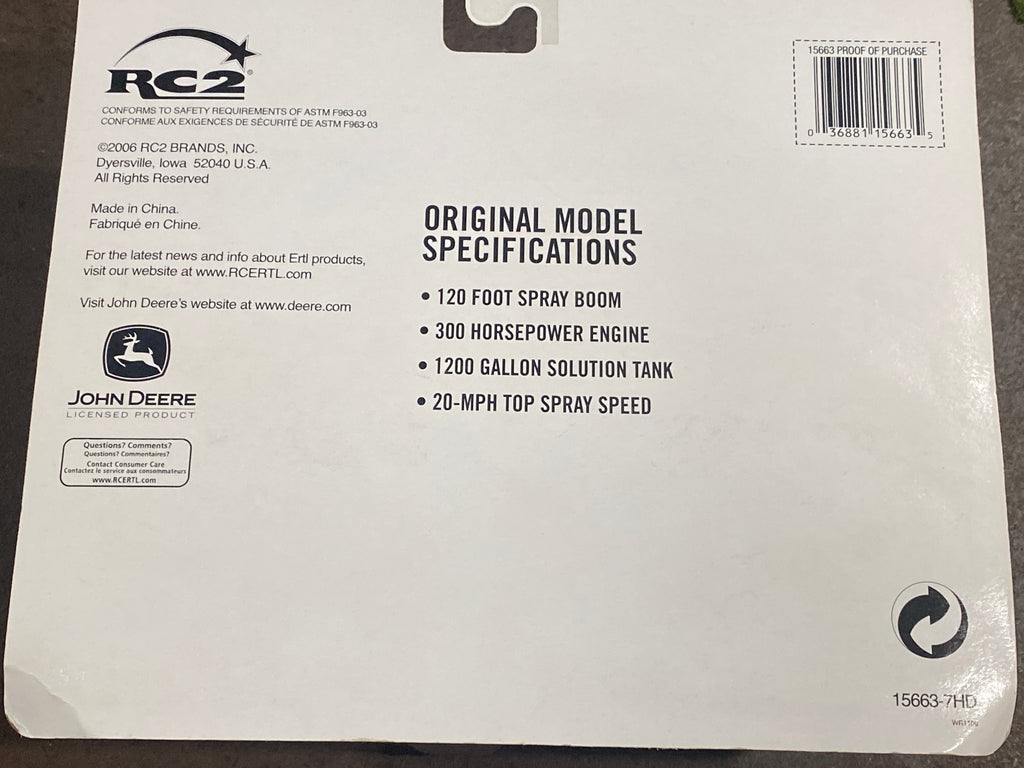 RC2®
CONFORMS TO SAFETY REQUIREMENTS OF ASTM F963-03
CONFORME AUX EXIGENCES DE SÉCURITÉ DE ASTM F963-03
©2006 RC2 BRANDS, INC.
Dyersville, Iowa 52040 U.S.A.
All Rights Reserved
Made in China.
Fabriqué en Chine.
For the latest news and info about Ertl products,
visit our website at www.RCERTL.com
Visit John Deere's website at www.deere.com
JOHN DEERE
LICENSED PRODUCT
Questions? Comments?
Questions? Commentaires?
Contact Consumer Care
Contactez le service aux consommateurs
www.RCERTL.com
ORIGINAL MODEL
SPECIFICATIONS
• 120 FOOT SPRAY BOOM
• 300 HORSEPOWER ENGINE
• 1200 GALLON SOLUTION TANK
• 20-MPH TOP SPRAY SPEED
15663 PROOF OF PURCHASE
0 36881 15663 5
15663-7HD